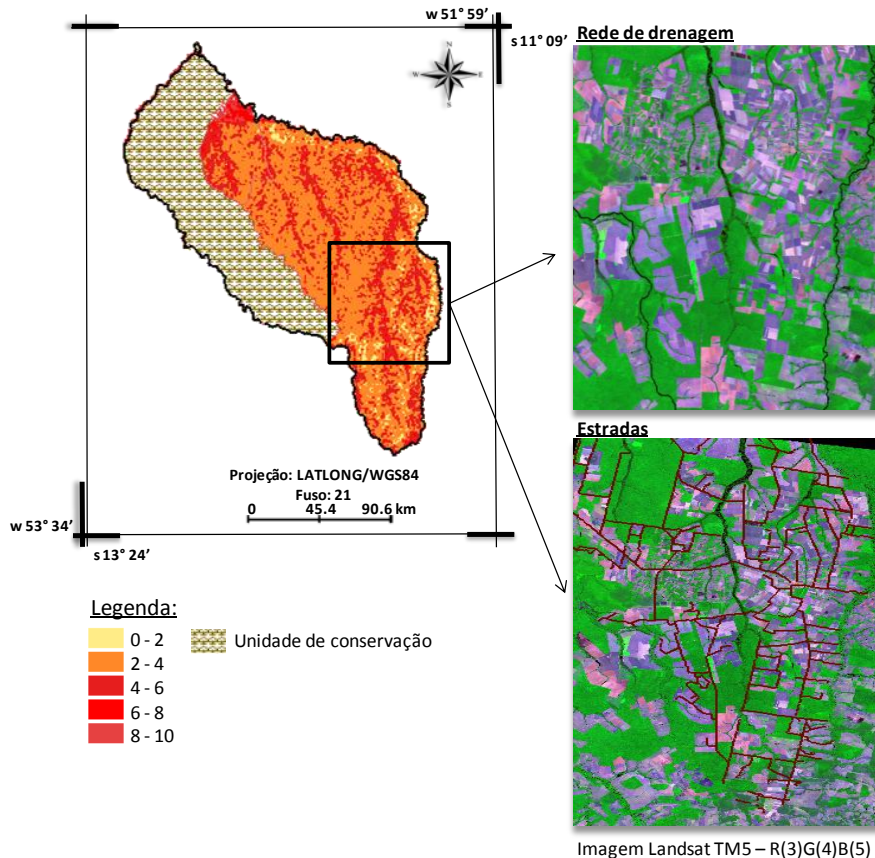 w 51° 59’
s 11° 09’
N
W
E
S
Projeção: LATLONG/WGS84
Fuso: 21
0 45.4 90.6 km
w 53° 34’
s 13° 24’
Legenda:
0 - 2
2 - 4
4 - 6
6 - 8
8 - 10
Unidade de conservação
Rede de drenagem
Estradas
Imagem Landsat TM5 – R(3)G(4)B(5)